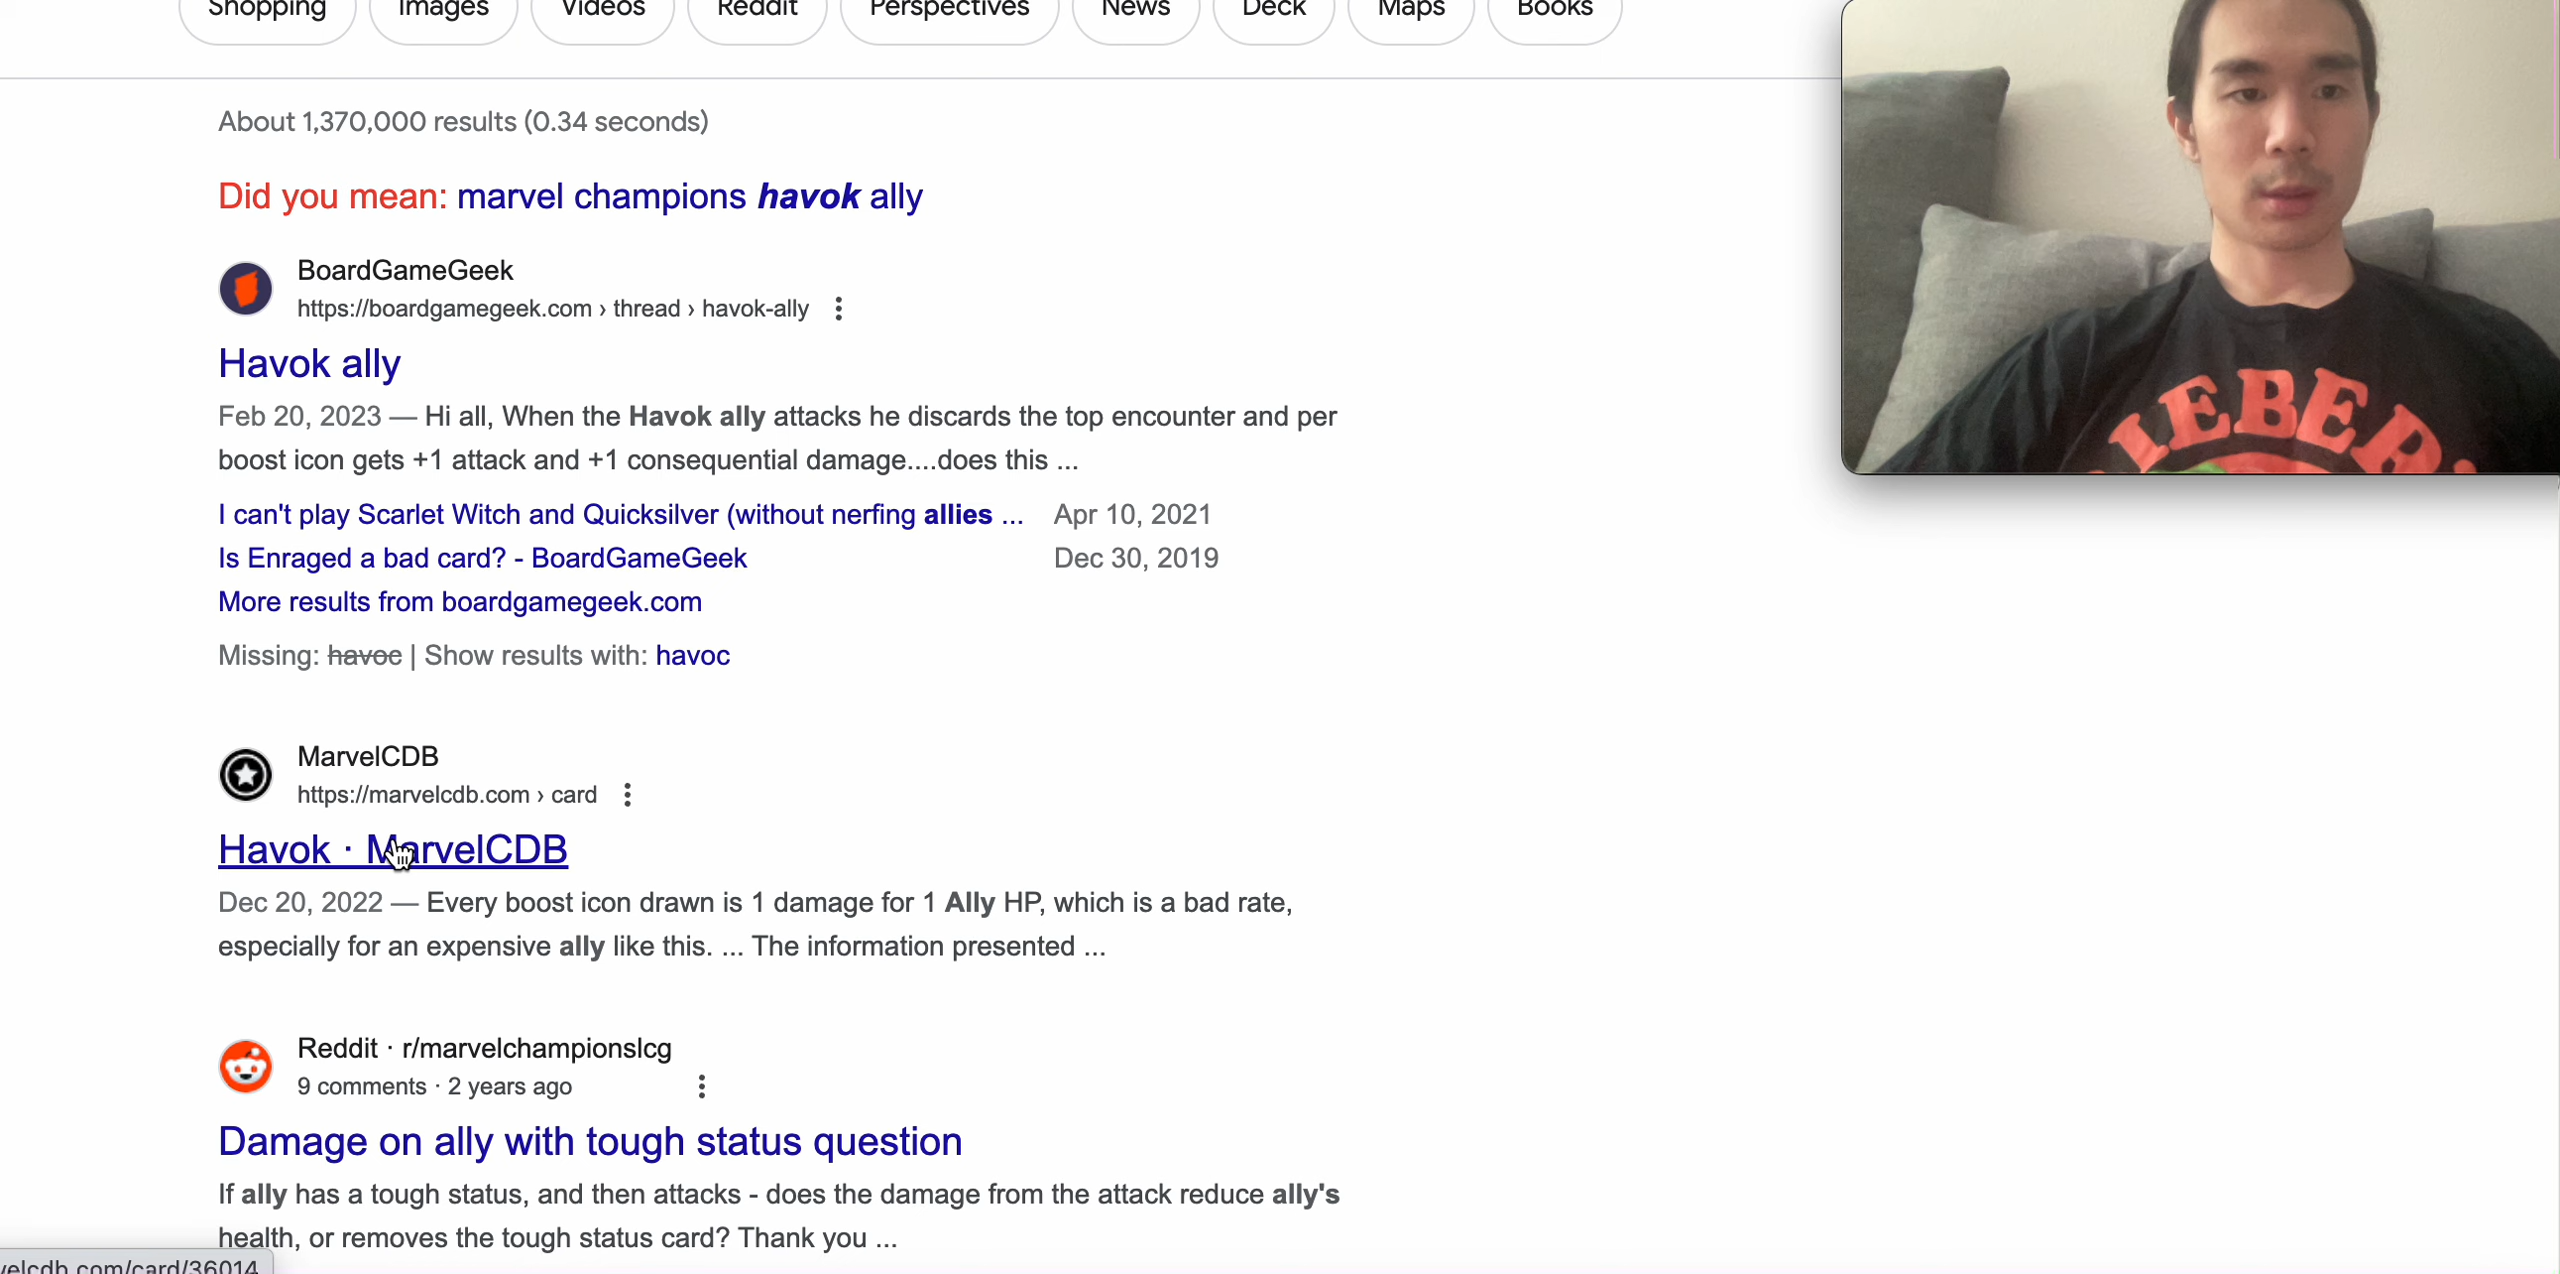 Shopping Images Videos Reddit Perspectives News Deck Maps Books
About 1,370,000 results (0.34 seconds)
Did you mean: marvel champions havok ally
BoardGameGeek
https://boardgamegeek.com › thread › havok-ally
Havok ally
Feb 20, 2023 — Hi all, When the Havok ally attacks he discards the top encounter and per
boost icon gets +1 attack and +1 consequential damage....does this ...
I can't play Scarlet Witch and Quicksilver (without nerfing allies ... Apr 10, 2021
Is Enraged a bad card? - BoardGameGeek Dec 30, 2019
More results from boardgamegeek.com
Missing: havoc | Show results with: havoc
MarvelCDB
https://marvelcdb.com › card
Havok · MarvelCDB
Dec 20, 2022 — Every boost icon drawn is 1 damage for 1 Ally HP, which is a bad rate,
especially for an expensive ally like this. ... The information presented ...
Reddit · r/marvelchampionslcg
9 comments · 2 years ago
Damage on ally with tough status question
If ally has a tough status, and then attacks - does the damage from the attack reduce ally's
health, or removes the tough status card? Thank you ...
velcdb.com/card/36014